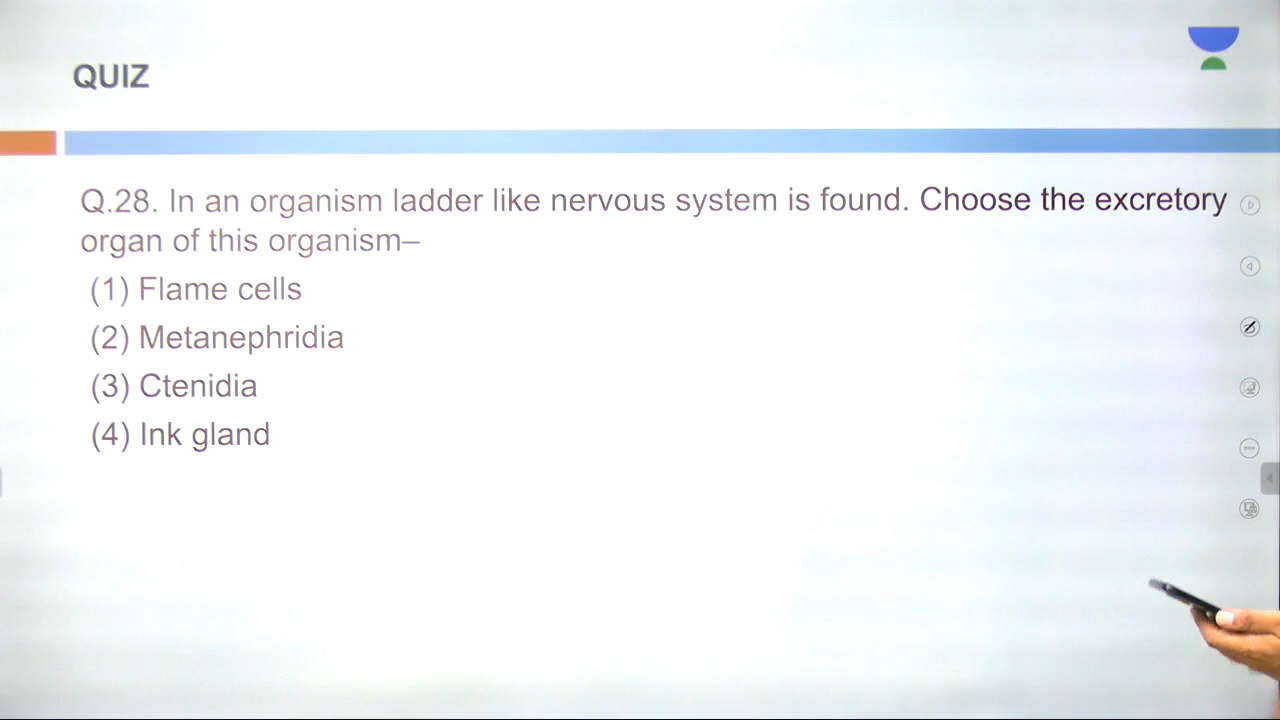 QUIZ
Q.28. In an organism ladder like nervous system is found. Choose the excretory
organ of this organism–
(1) Flame cells
(2) Metanephridia
(3) Ctenidia
(4) Ink gland